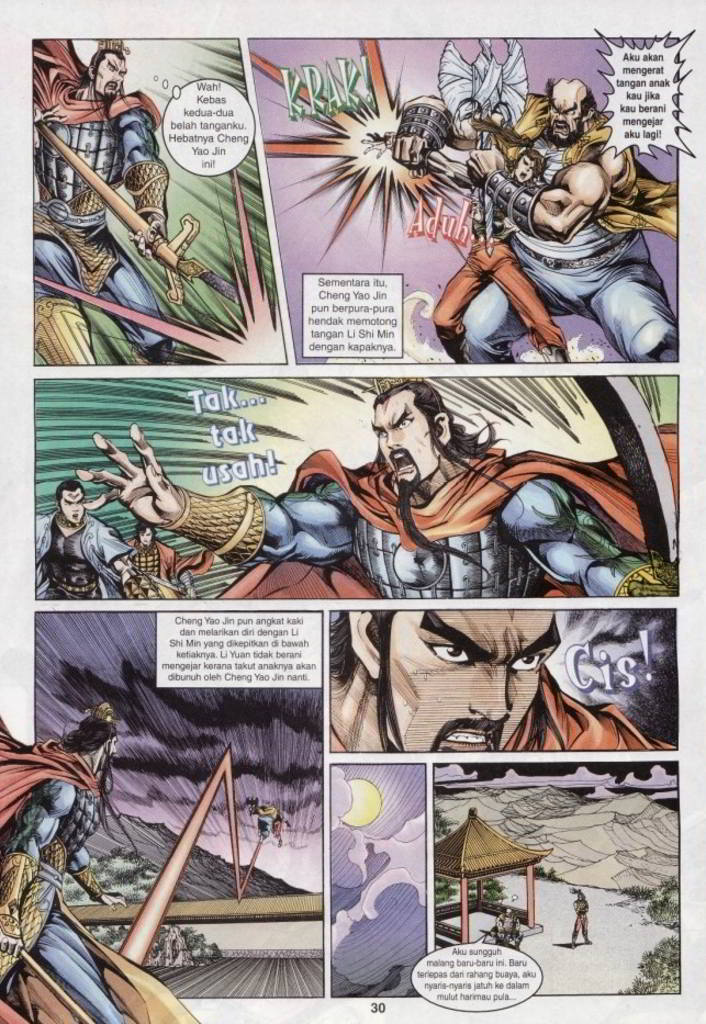 Wah!
Kebas
kedua-dua
belah tanganku.
Hebatnya Cheng
Yao Jin
ini!
KRAK!
Aku akan
mengerat
tangan anak
kau jika
kau berani
mengejar
aku lagi!
Aduh
Sementara itu,
Cheng Yao Jin
pun berpura-pura
hendak memotong
tangan Li Shi Min
dengan kapaknya.
Tak...
tak
usah!
Cheng Yao Jin pun angkat kaki
dan melarikan diri dengan Li
Shi Min yang dikepitkan di bawah
ketiaknya. Li Yuan tidak berani
mengejar kerana takut anaknya akan
dibunuh oleh Cheng Yao Jin nanti.
Cis!
Aku sungguh
malang baru-baru ini. Baru
terlepas dari rahang buaya, aku
nyaris-nyaris jatuh ke dalam
mulut harimau pula...
30